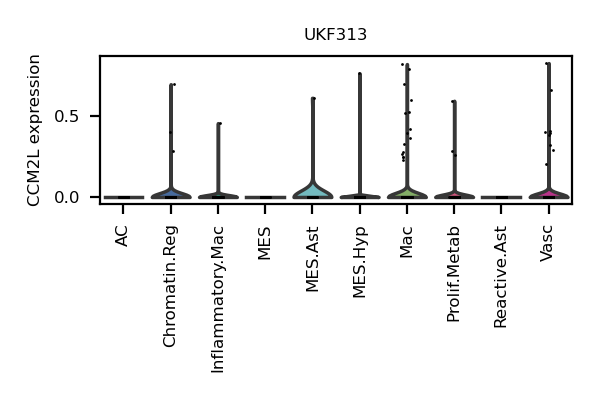 UKF313
CCM2L expression
0.5
0.0
AC
Chromatin.Reg
Inflammatory.Mac
MES
MES.Ast
MES.Hyp
Mac
Prolif.Metab
Reactive.Ast
Vasc